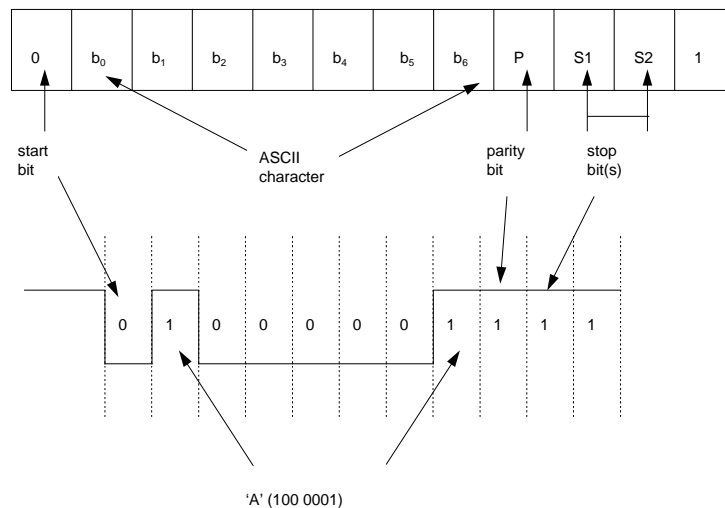 0 b₀ b₁ b₂ b₃ b₄ b₅ b₆ P S1 S2 1
start
bit
ASCII
character
parity
bit
stop
bit(s)
0 1 0 0 0 0 0 1 1 1 1
‘A’ (100 0001)